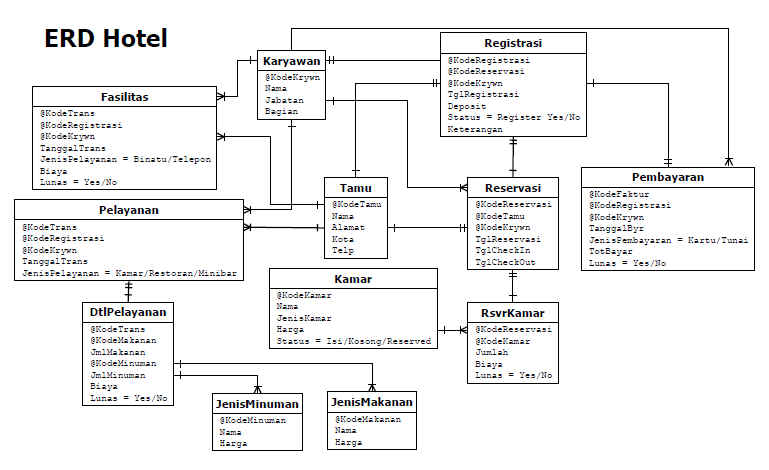 ERD Hotel
Karyawan
@KodeKrywn
Nama
Jabatan
Bagian
Registrasi
@KodeRegistrasi
@KodeReservasi
@KodeKrywn
TglRegistrasi
Deposit
Status = Register Yes/No
Keterangan
Fasilitas
@KodeTrans
@KodeRegistrasi
@KodeKrywn
TanggalTrans
JenisPelayanan = Binatu/Telepon
Biaya
Lunas = Yes/No
Pelayanan
@KodeTrans
@KodeRegistrasi
@KodeKrywn
TanggalTrans
JenisPelayanan = Kamar/Restoran/Minibar
Tamu
@KodeTamu
Nama
Alamat
Kota
Telp
Reservasi
@KodeReservasi
@KodeTamu
@KodeKrywn
TglReservasi
TglCheckIn
TglCheckOut
Pembayaran
@KodeFaktur
@KodeRegistrasi
@KodeKrywn
TanggalByr
JenisPembayaran = Kartu/Tunai
TotBayar
Lunas = Yes/No
Kamar
@KodeKamar
Nama
JenisKamar
Harga
Status = Isi/Kosong/Reserved
RsvrKamar
@KodeReservasi
@KodeKamar
Jumlah
Biaya
Lunas = Yes/No
DtlPelayanan
@KodeTrans
@KodeMakanan
JmlMakanan
@KodeMinuman
JmlMinuman
Biaya
Lunas = Yes/No
JenisMinuman
@KodeMinuman
Nama
Harga
JenisMakanan
@KodeMakanan
Nama
Harga